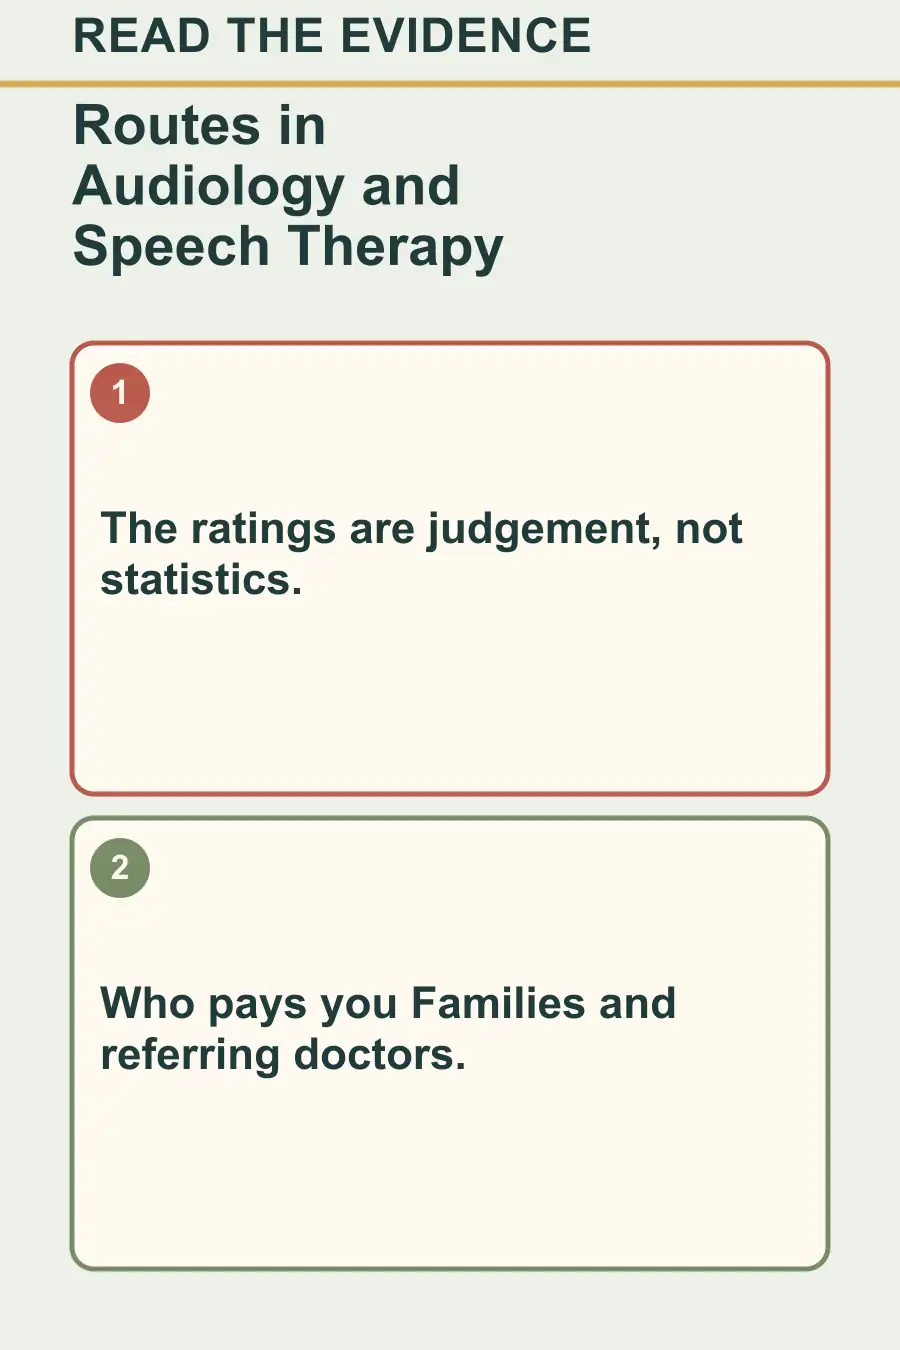 READ THE EVIDENCE
Routes in
Audiology and
Speech Therapy
1
The ratings are judgement, not
statistics.
2
Who pays you Families and
referring doctors.